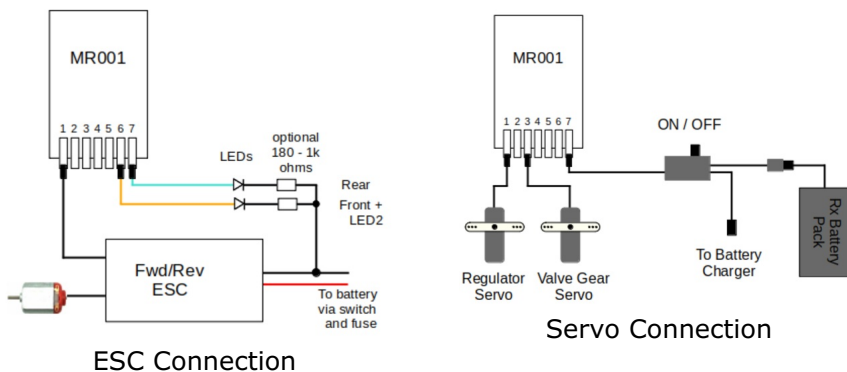 MR001
1 2 3 4 5 6 7
optional
180 - 1k
ohms
LEDs
Rear
Front +
LED2
Fwd/Rev
ESC
To battery
via switch
and fuse
ESC Connection
MR001
1 2 3 4 5 6 7
ON / OFF
Rx Battery
Pack
To Battery
Charger
Regulator
Servo
Valve Gear
Servo
Servo Connection